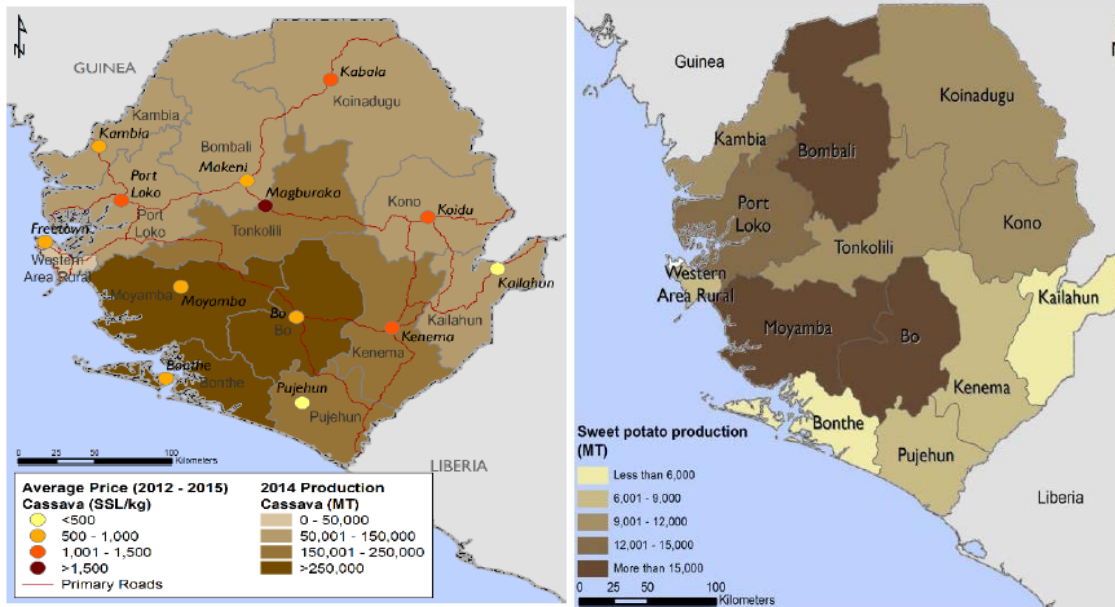 N
GUINEA
Kabala
Koinadugu
Kambia
Kambia
Bombali
Makeni
Port
Loko
Magburaka
Kono
Koidu
Port
Loko
Tonkolili
Freetown
Western
Area Rural
Kailahun
Moyamba
Moyamba
Bo
Bo
Kailahun
Kenema
Kenema
Bonthe
Bonthe
Pujehun
Pujehun
LIBERIA
0 25 50 100
Kilometers
Average Price (2012 - 2015)
Cassava (SSL/kg)
<500
500 - 1,000
1,001 - 1,500
>1,500
Primary Roads
2014 Production
Cassava (MT)
0 - 50,000
50,001 - 150,000
150,001 - 250,000
>250,000
N
Guinea
Koinadugu
Kambia
Bombali
Port
Loko
Kono
Tonkolili
Western
Area Rural
Kailahun
Moyamba
Bo
Kenema
Bonthe
Pujehun
Liberia
Sweet potato production
(MT)
Less than 6,000
6,001 - 9,000
9,001 - 12,000
12,001 - 15,000
More than 15,000
0 25 50 100
Kilometers